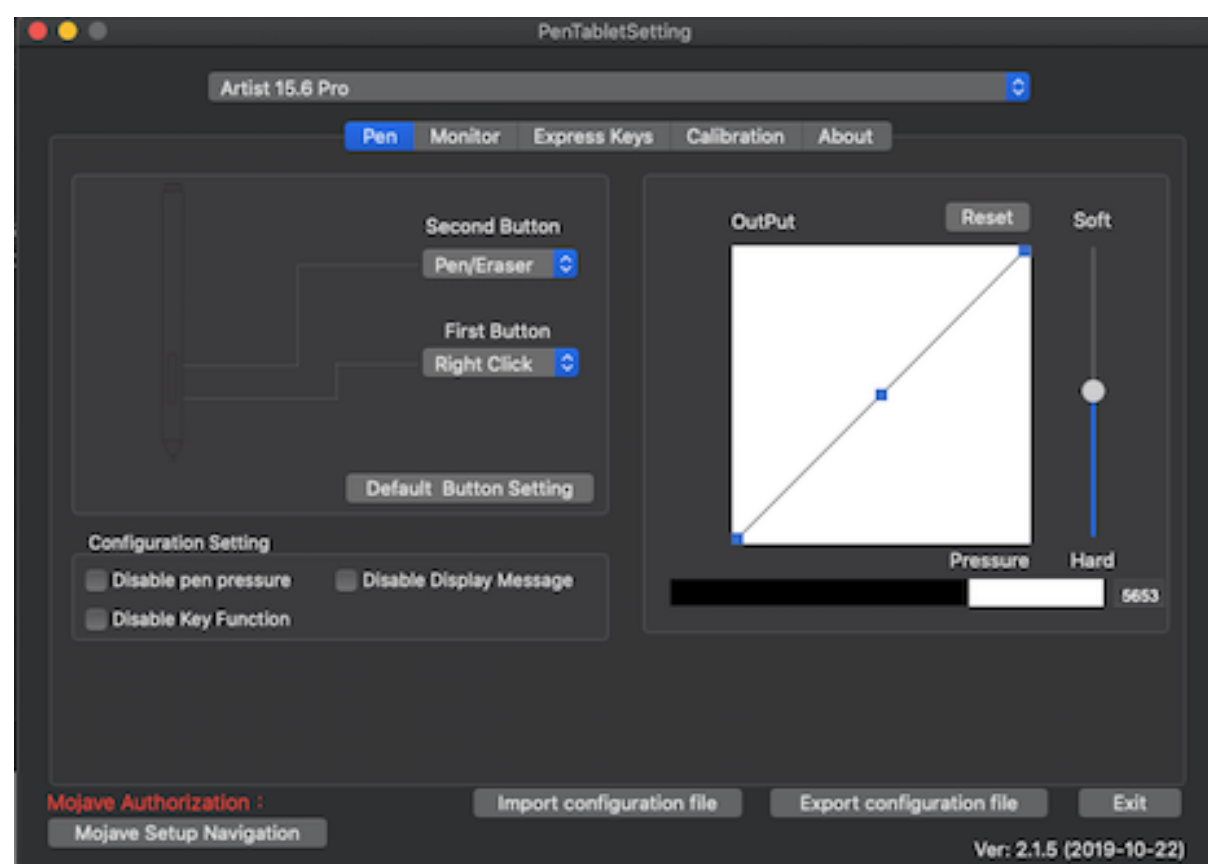 PenTabletSetting
Artist 15.6 Pro
Pen Monitor Express Keys Calibration About
Second Button
Pen/Eraser
First Button
Right Click
Default Button Setting
OutPut Reset Soft
Pressure Hard
5653
Configuration Setting
Disable pen pressure Disable Display Message
Disable Key Function
Mojave Authorization :
Import configuration file Export configuration file Exit
Mojave Setup Navigation
Ver: 2.1.5 (2019-10-22)